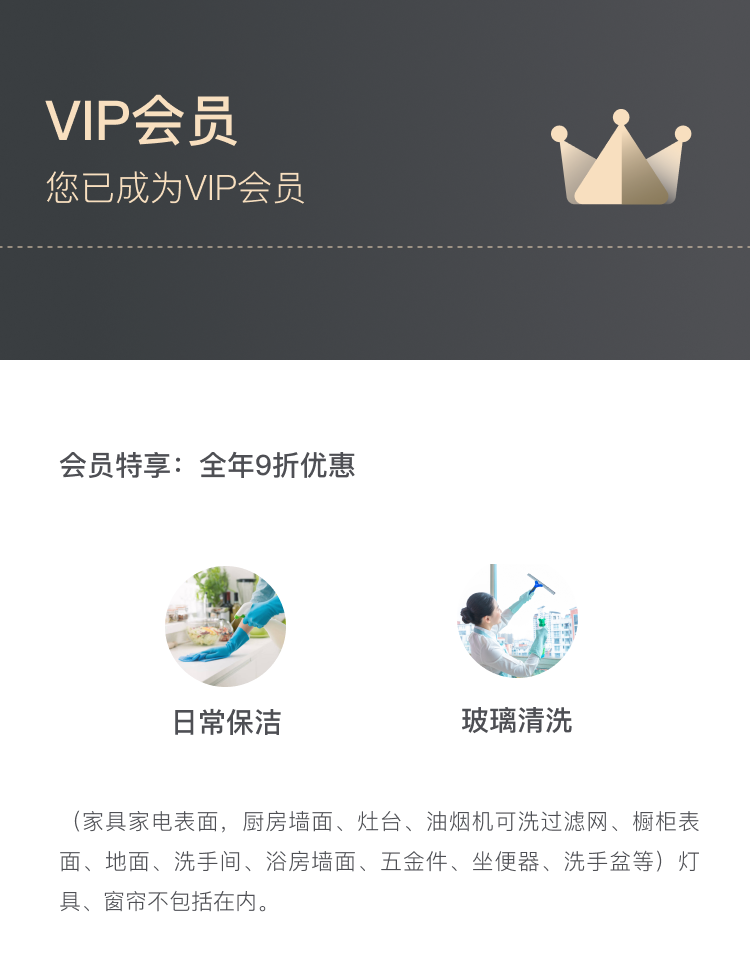 VIP会员
您已成为VIP会员
会员特享：全年9折优惠
日常保洁
玻璃清洗
（家具家电表面，厨房墙面、灶台、油烟机可洗过滤网、橱柜表
面、地面、洗手间、浴房墙面、五金件、坐便器、洗手盆等）灯
具、窗帘不包括在内。